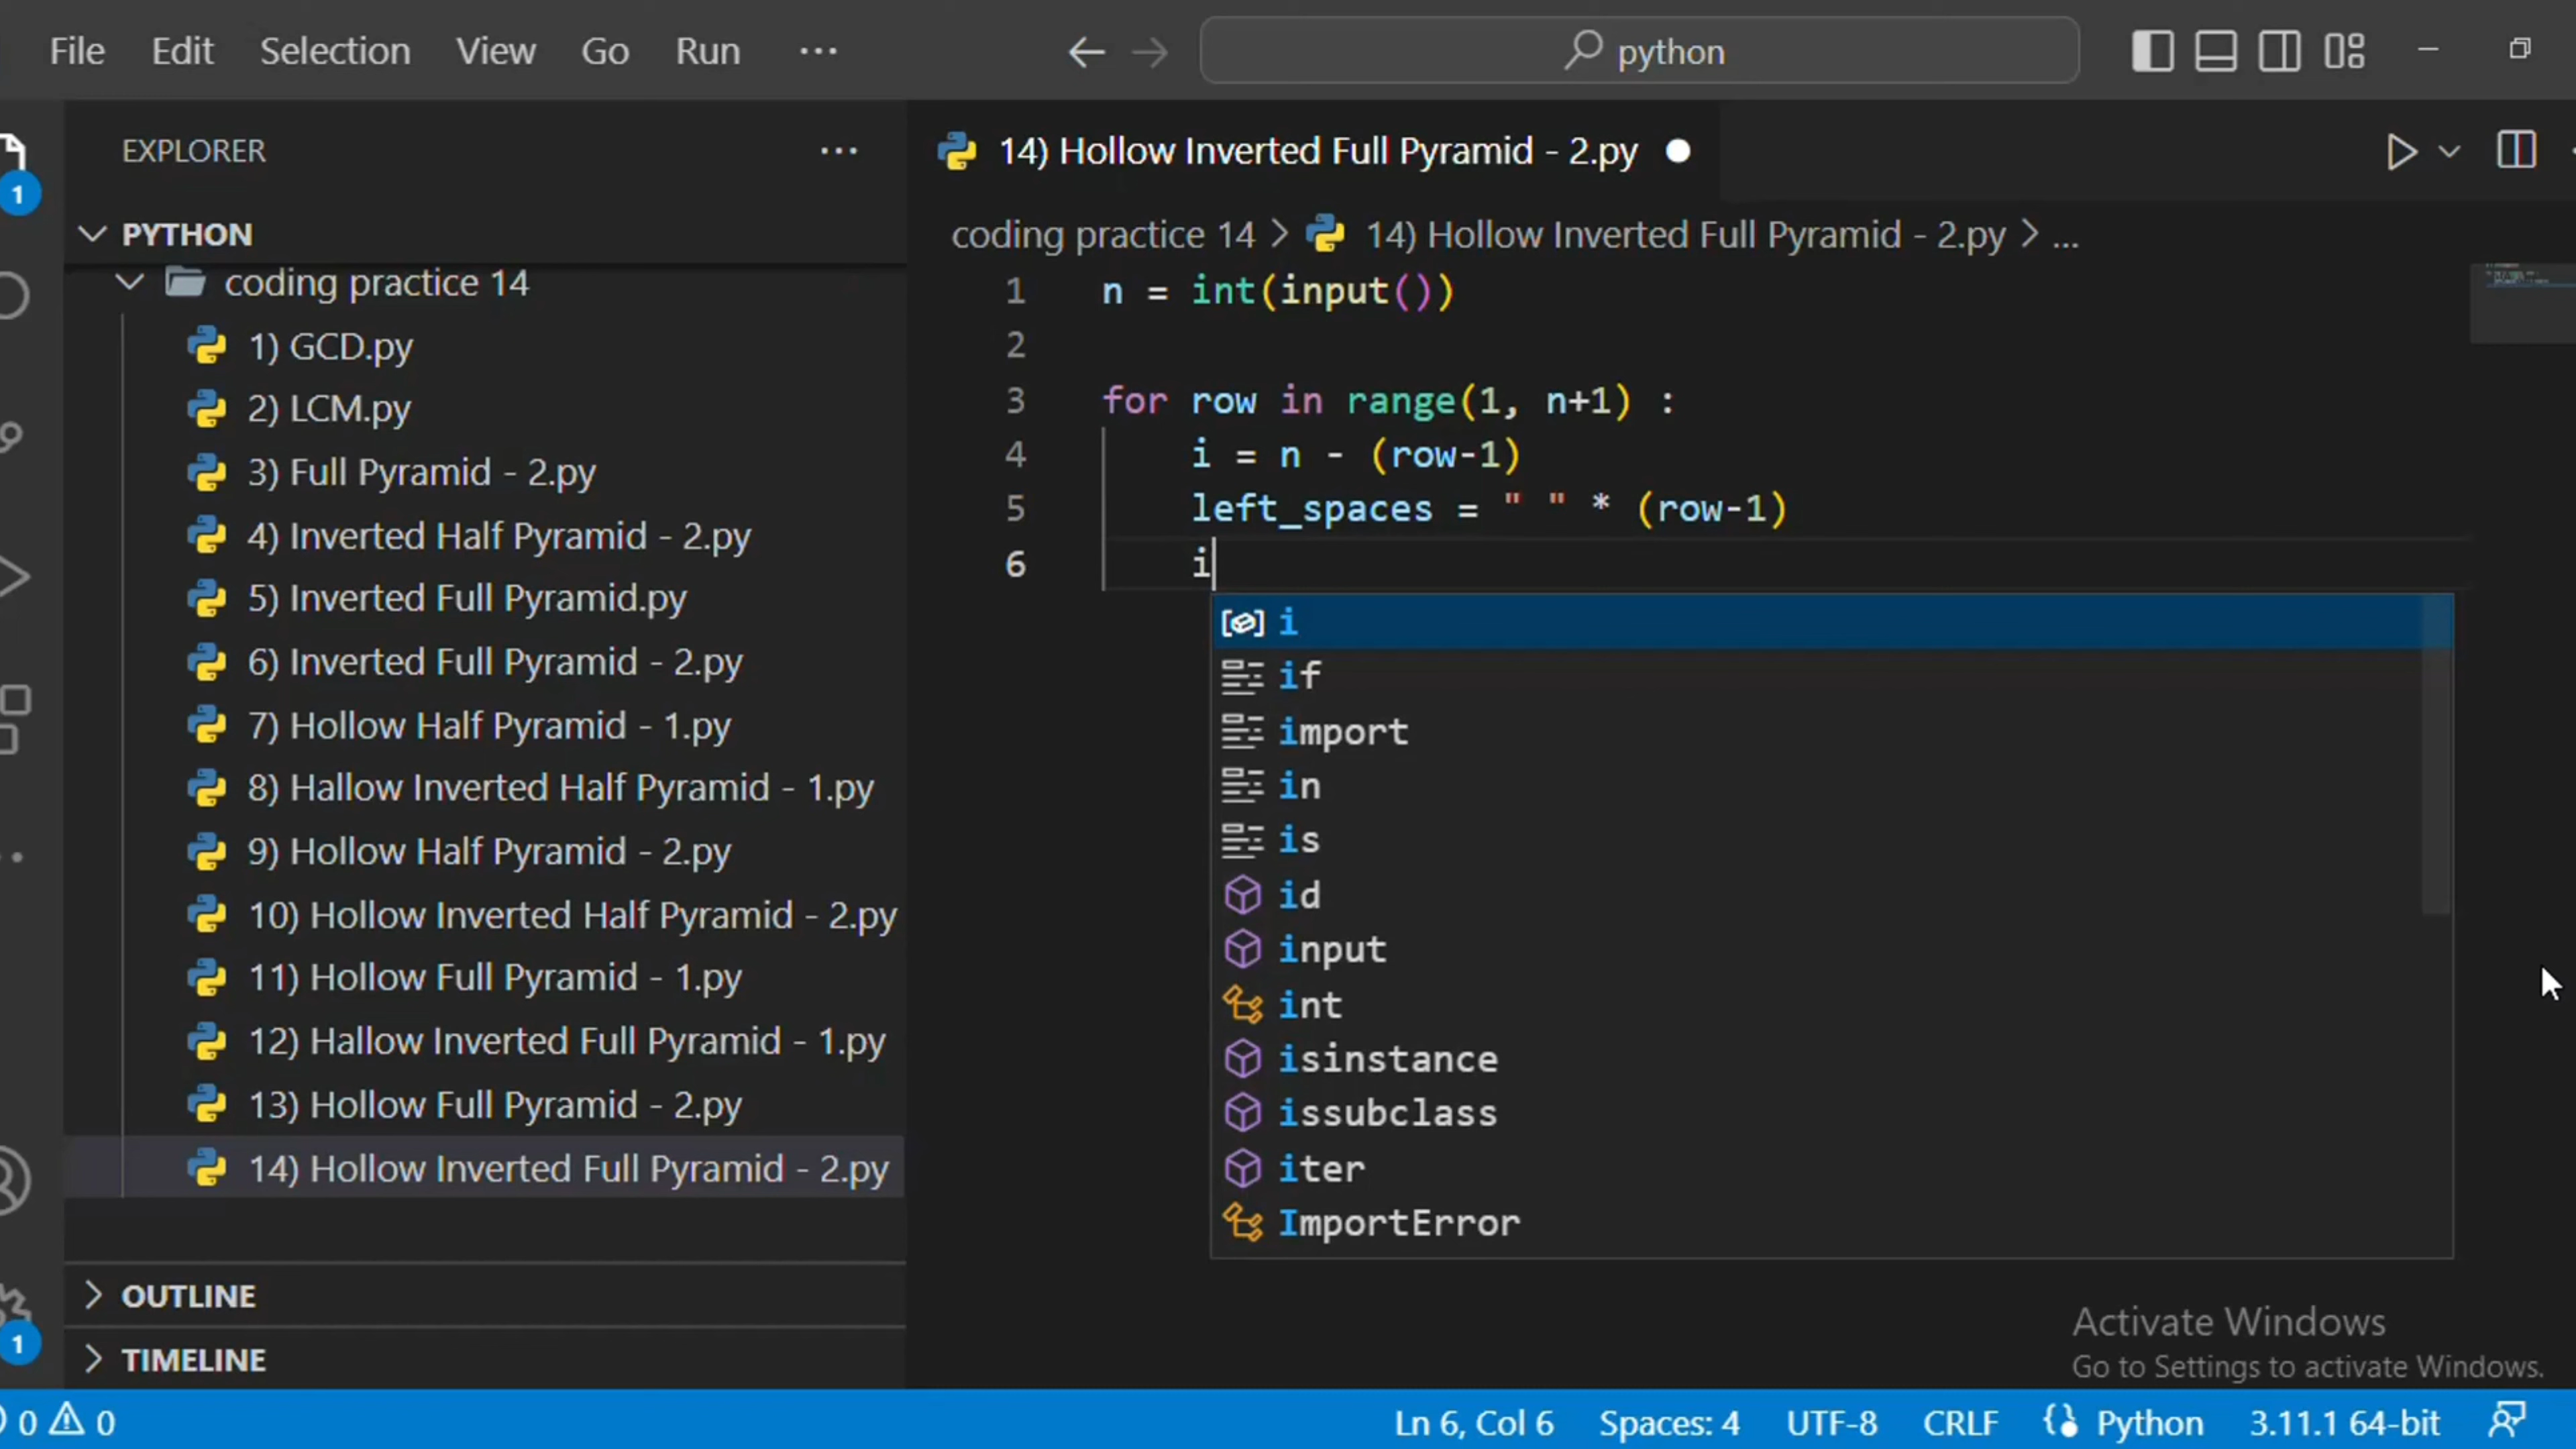 File Edit Selection View Go Run ...
python
EXPLORER ...
1
PYTHON
coding practice 14
1) GCD.py
2) LCM.py
3) Full Pyramid - 2.py
4) Inverted Half Pyramid - 2.py
5) Inverted Full Pyramid.py
6) Inverted Full Pyramid - 2.py
7) Hollow Half Pyramid - 1.py
8) Hallow Inverted Half Pyramid - 1.py
9) Hollow Half Pyramid - 2.py
10) Hollow Inverted Half Pyramid - 2.py
11) Hollow Full Pyramid - 1.py
12) Hallow Inverted Full Pyramid - 1.py
13) Hollow Full Pyramid - 2.py
14) Hollow Inverted Full Pyramid - 2.py
OUTLINE
1
TIMELINE
14) Hollow Inverted Full Pyramid - 2.py
coding practice 14 > 14) Hollow Inverted Full Pyramid - 2.py > ...
1 n = int(input())
2
3 for row in range(1, n+1) :
4 i = n - (row-1)
5 left_spaces = " " * (row-1)
6 i
i
if
import
in
is
id
input
int
isinstance
issubclass
iter
ImportError
Activate Windows
Go to Settings to activate Windows.
0 0 Ln 6, Col 6 Spaces: 4 UTF-8 CRLF Python 3.11.1 64-bit